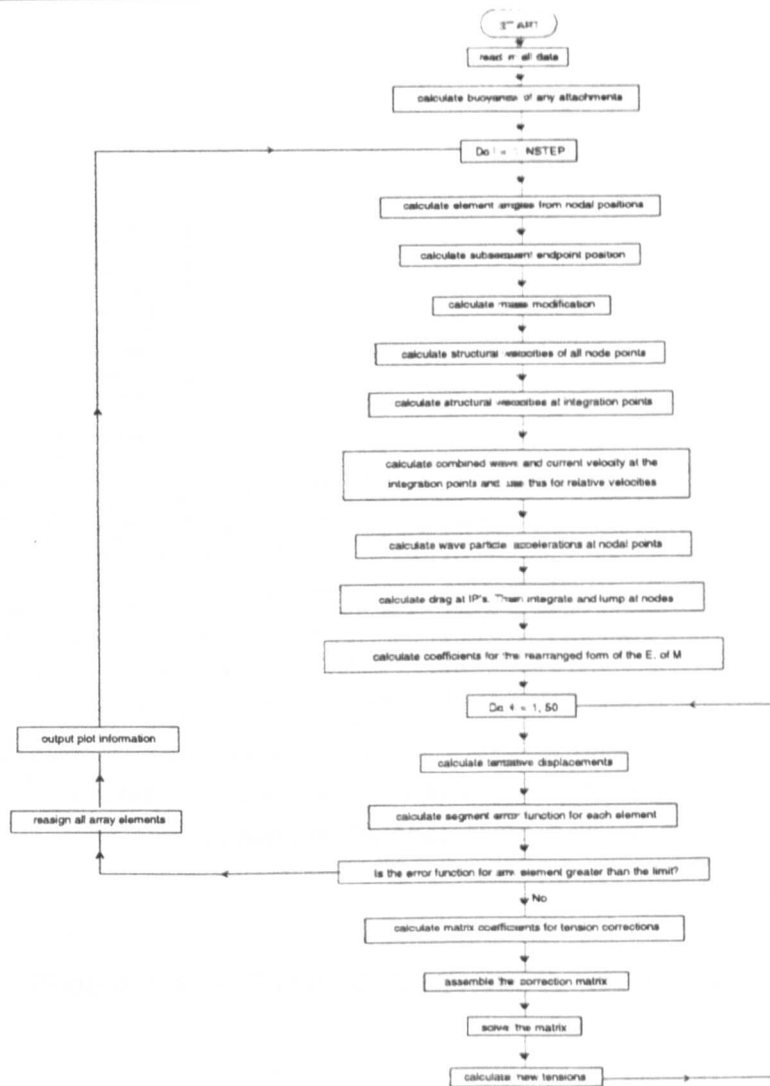 START
read in all data
calculate buoyancy of any attachments
NSTEP
calculate element angles from nodal positions
calculate subsequent endpoint position
calculate mass modification
calculate structural velocities of all node points
calculate structural velocities at integration points
calculate combined wave and current velocity at the
integration points and use this for relative velocities
calculate wave particle accelerations at nodal points
calculate drag at IP's. Then integrate and lump at nodes
calculate coefficients for the rearranged form of the E. of M
= 1, 50
output plot information
calculate tentative displacements
reasign all array elements
calculate segment error function for each element
Is the error function for any element greater than the limit?
No
calculate matrix coefficients for tension corrections
assemble the correction matrix
solve the matrix
calculate new tensions